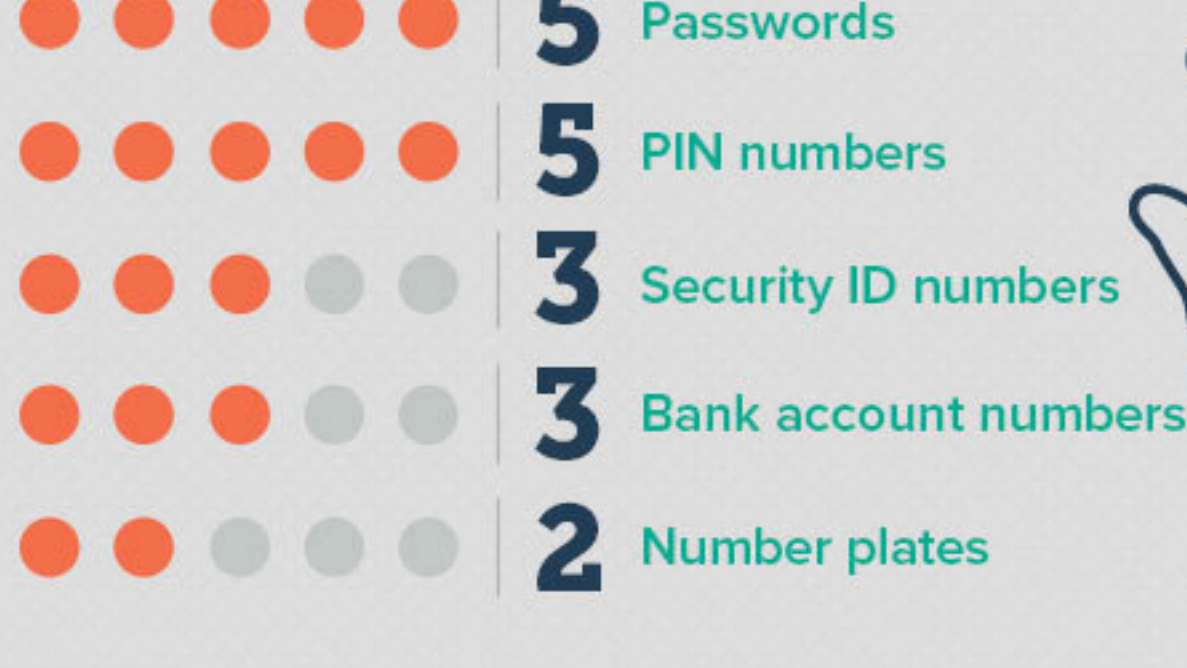 5 Passwords
5 PIN numbers
3 Security ID numbers
3 Bank account numbers
2 Number plates